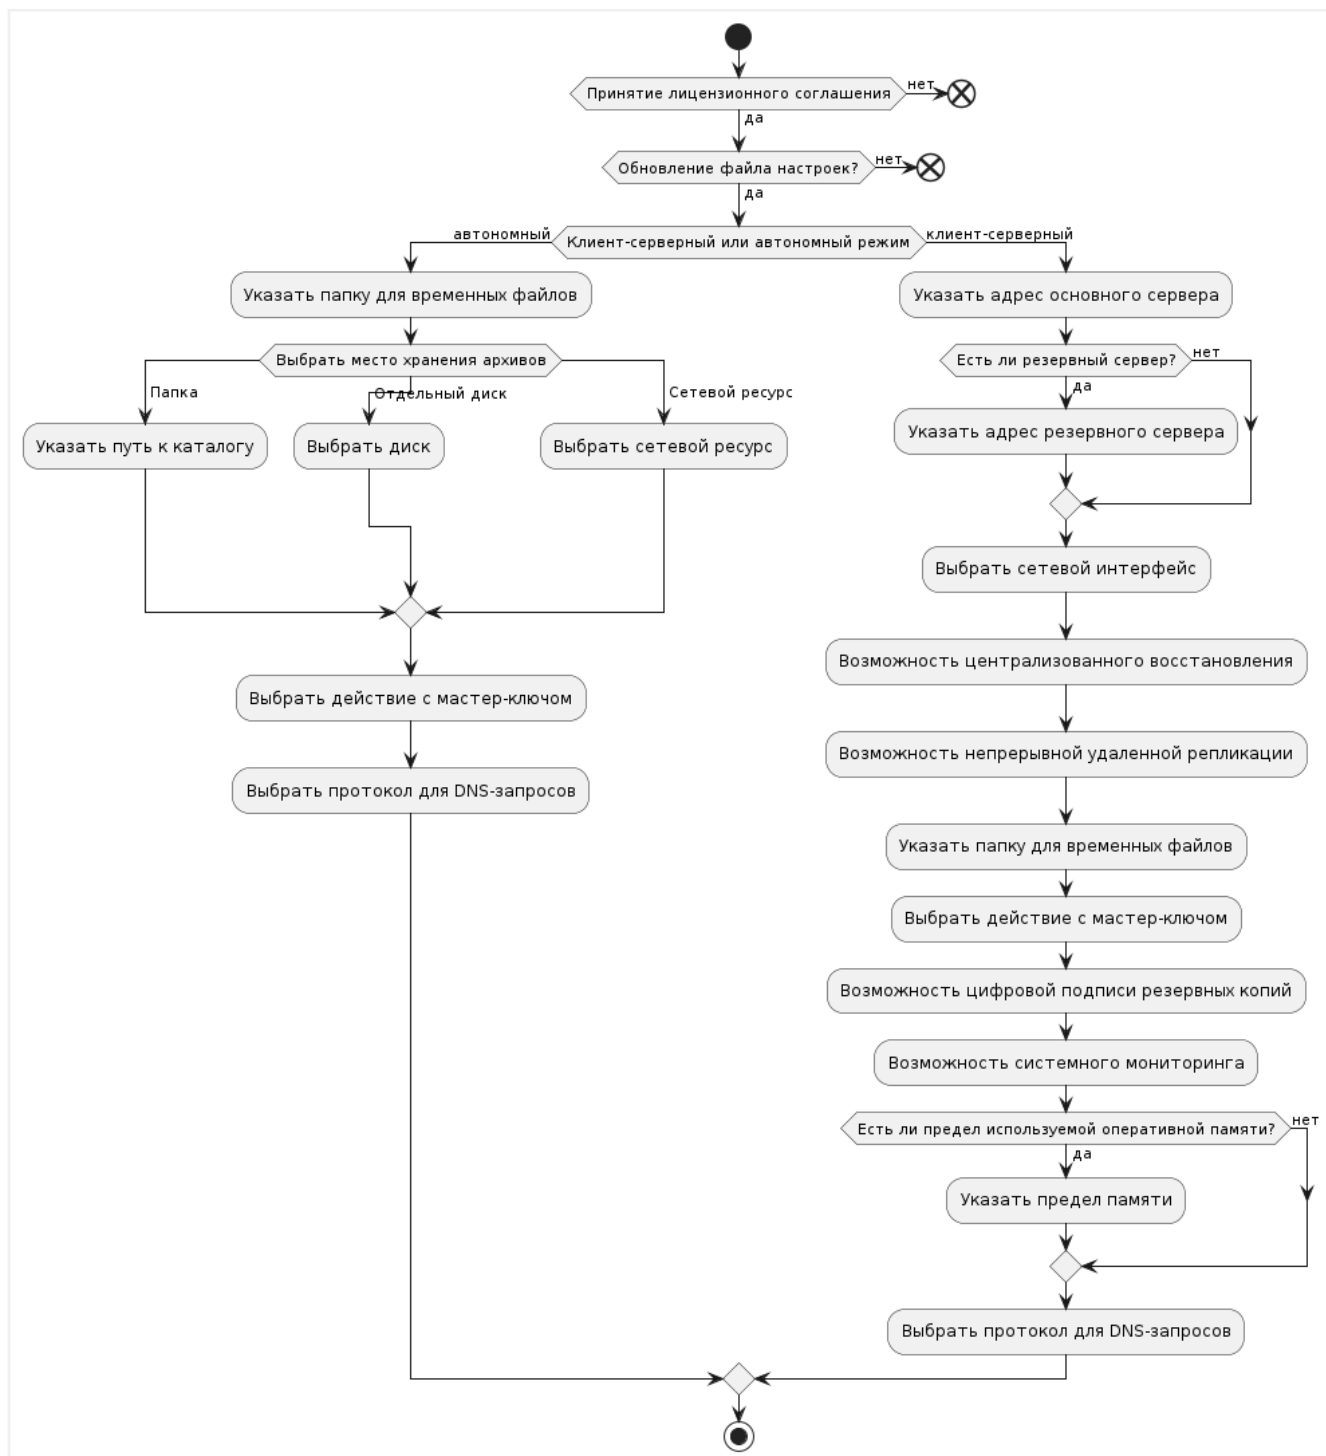 Принятие лицензионного соглашения
нет
да
Обновление файла настроек?
нет
да
автономный
Клиент-серверный или автономный режим
клиент-серверный
Указать папку для временных файлов
Выбрать место хранения архивов
Папка
Отдельный диск
Сетевой ресурс
Указать путь к каталогу
Выбрать диск
Выбрать сетевой ресурс
Выбрать действие с мастер-ключом
Выбрать протокол для DNS-запросов
Указать адрес основного сервера
Есть ли резервный сервер?
нет
да
Указать адрес резервного сервера
Выбрать сетевой интерфейс
Возможность централизованного восстановления
Возможность непрерывной удаленной репликации
Указать папку для временных файлов
Выбрать действие с мастер-ключом
Возможность цифровой подписи резервных копий
Возможность системного мониторинга
Есть ли предел используемой оперативной памяти?
нет
да
Указать предел памяти
Выбрать протокол для DNS-запросов